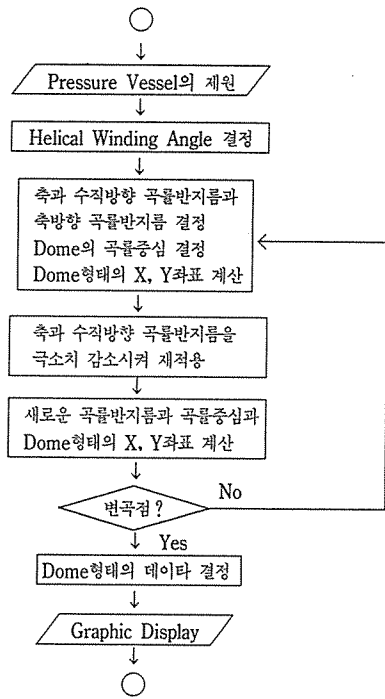 Pressure Vessel의 제원
Helical Winding Angle 결정
축과 수직방향 곡률반지름과
축방향 곡률반지름 결정
Dome의 곡률중심 결정
Dome형태의 X, Y좌표 계산
축과 수직방향 곡률반지름을
극소치 감소시켜 재적용
새로운 곡률반지름과 곡률중심과
Dome형태의 X, Y좌표 계산
변곡점?
No
Yes
Dome형태의 데이타 결정
Graphic Display